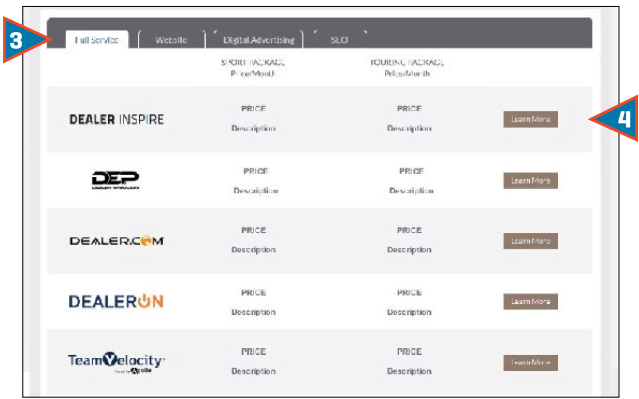 3
Full Service Website Digital Advertising SEO
SPORT PACKAGE TOURING PACKAGE
Price/Month Price/Month
DEALER INSPIRE PRICE PRICE Learn More 4
Description Description
DEP PRICE PRICE Learn More
Description Description
DEALER.COM PRICE PRICE Learn More
Description Description
DEALERON PRICE PRICE Learn More
Description Description
TeamVelocity PRICE PRICE Learn More
Apollo Description Description